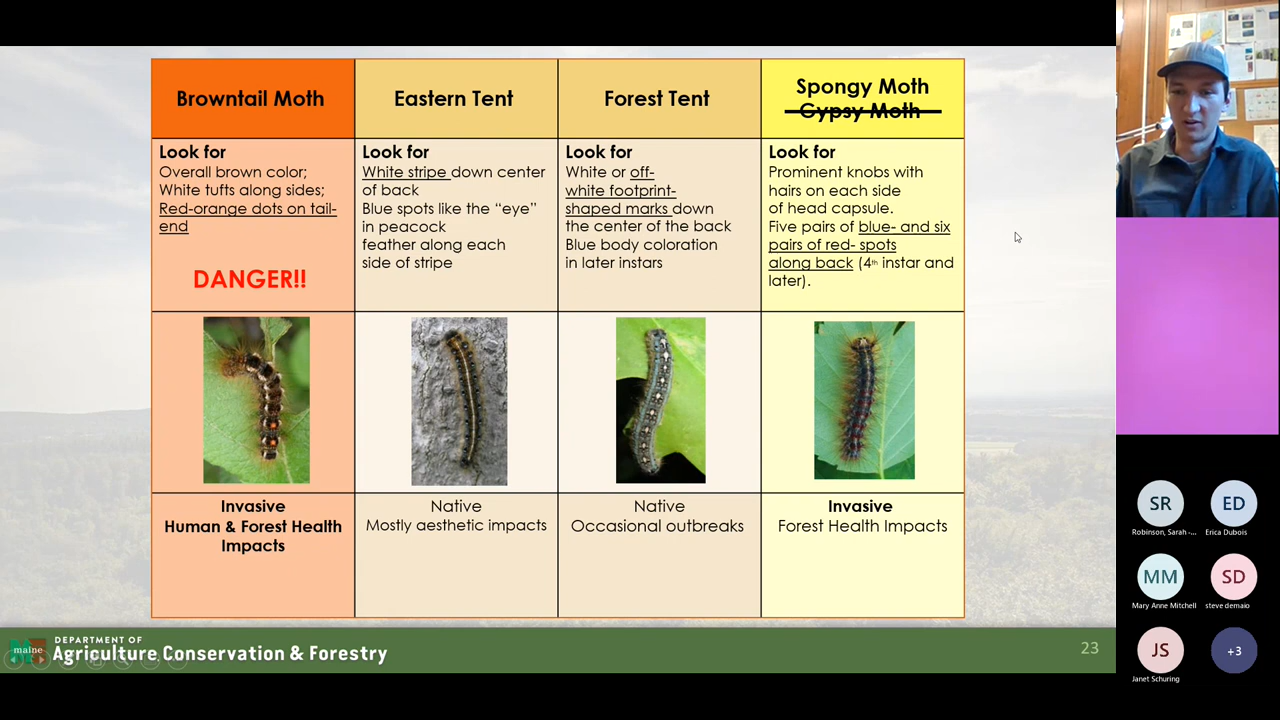 Browntail Moth
Eastern Tent
Forest Tent
Spongy Moth
Gypsy Moth
Look for
Overall brown color;
White tufts along sides;
Red-orange dots on tail-
end
DANGER!!
Look for
White stripe down center
of back
Blue spots like the “eye”
in peacock
feather along each
side of stripe
Look for
White or off-
white footprint-
shaped marks down
the center of the back
Blue body coloration
in later instars
Look for
Prominent knobs with
hairs on each side
of head capsule.
Five pairs of blue- and six
pairs of red- spots
along back (4th instar and
later).
Invasive
Human & Forest Health
Impacts
Native
Mostly aesthetic impacts
Native
Occasional outbreaks
Invasive
Forest Health Impacts
maine
DEPARTMENT OF
Agriculture Conservation & Forestry
23
SR
ED
Robinson, Sarah -...
Erica Dubois
MM
SD
Mary Anne Mitchell
steve demaio
JS
+3
Janet Schuring